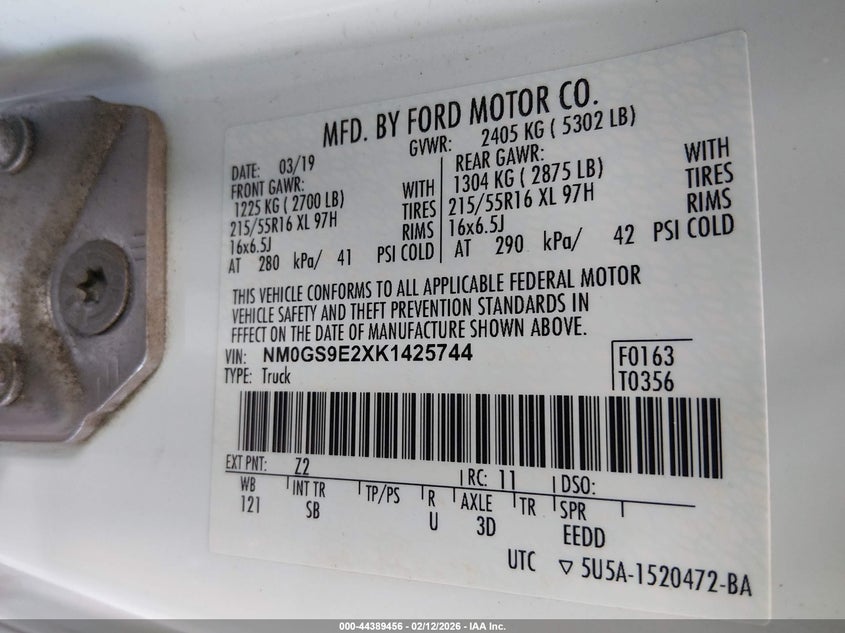 MFD. BY FORD MOTOR CO.
DATE: 03/19
GVWR: 2405 KG ( 5302 LB)
FRONT GAWR:
1225 KG ( 2700 LB) WITH
215/55R16 XL 97H TIRES
16x6.5J RIMS
AT 280 kPa/ 41 PSI COLD
REAR GAWR: WITH
1304 KG ( 2875 LB) TIRES
215/55R16 XL 97H RIMS
16x6.5J
AT 290 kPa/ 42 PSI COLD
THIS VEHICLE CONFORMS TO ALL APPLICABLE FEDERAL MOTOR
VEHICLE SAFETY AND THEFT PREVENTION STANDARDS IN
EFFECT ON THE DATE OF MANUFACTURE SHOWN ABOVE.
VIN: NM0GS9E2XK1425744
TYPE: Truck
F0163
T0356
EXT PNT: Z2 RC: 11 DSO:
WB INT TR TP/PS R AXLE TR SPR
121 SB U 3D EEDD
UTC ▽ 5U5A-1520472-BA
000-44389456 - 02/12/2026 - IAA Inc.